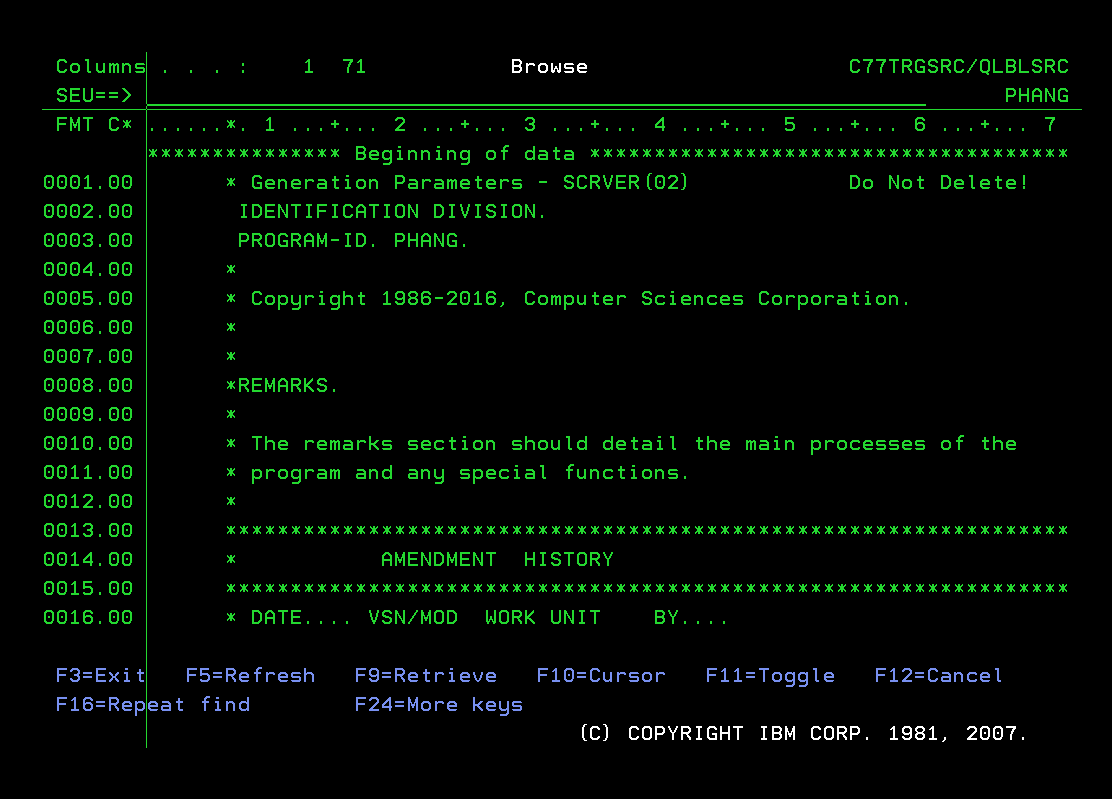 Columns . . . :    1  71           Browse                    C77TRGSRC/QLBLSRC
SEU==>                                                                   PHANG
FMT C* ......*. 1 ...+... 2 ...+... 3 ...+... 4 ...+... 5 ...+... 6 ...+... 7
*************** Beginning of data *************************************
0001.00       * Generation Parameters - SCRVER(02)            Do Not Delete!
0002.00        IDENTIFICATION DIVISION.
0003.00        PROGRAM-ID. PHANG.
0004.00       *
0005.00       * Copyright 1986-2016, Computer Sciences Corporation.
0006.00       *
0007.00       *
0008.00       *REMARKS.
0009.00       *
0010.00       * The remarks section should detail the main processes of the
0011.00       * program and any special functions.
0012.00       *
0013.00       *****************************************************************
0014.00       *           AMENDMENT  HISTORY
0015.00       *****************************************************************
0016.00       * DATE.... VSN/MOD  WORK UNIT    BY....
F3=Exit   F5=Refresh   F9=Retrieve   F10=Cursor   F11=Toggle   F12=Cancel
F16=Repeat find        F24=More keys
(C) COPYRIGHT IBM CORP. 1981, 2007.